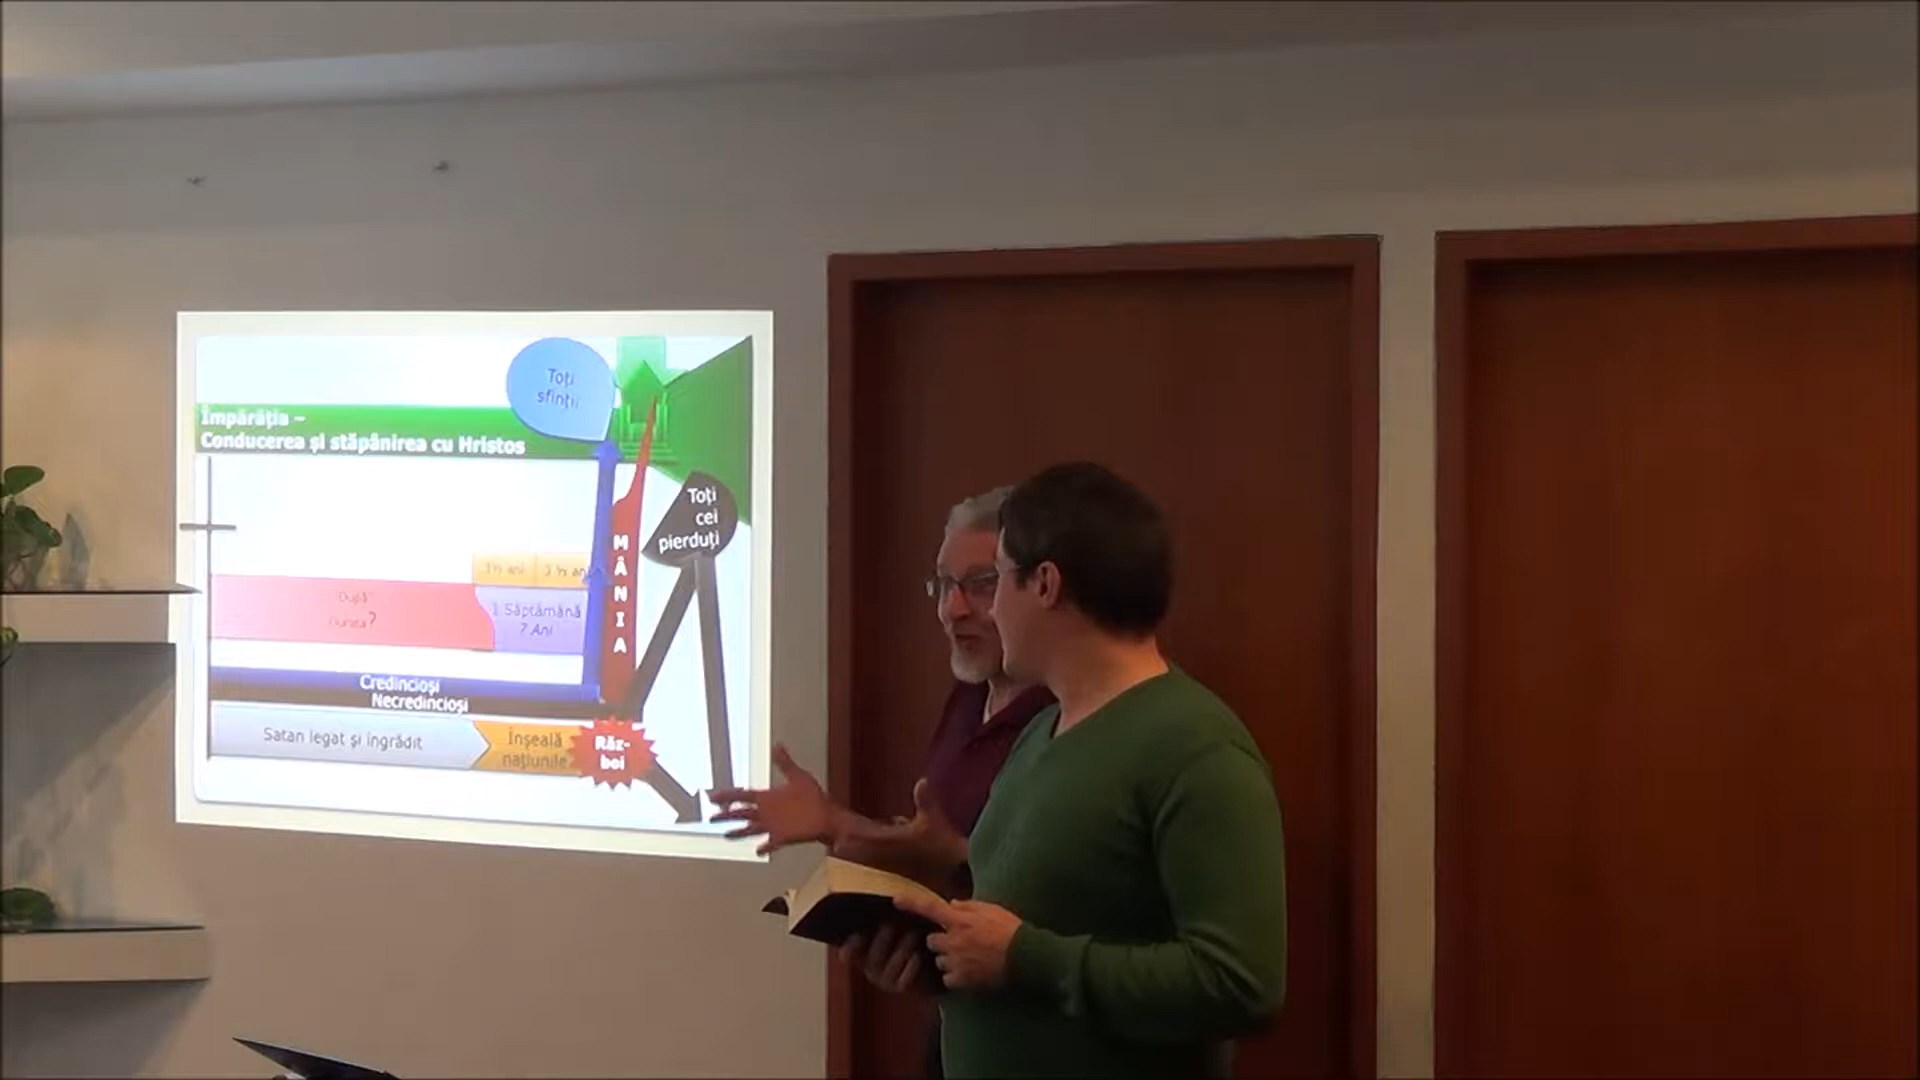 Toți
sfinții
Împărăția –
Conducerea și stăpânirea cu Hristos
Toți
cei
pierduți
MÂNIA
3 ½ ani 3 ½ ani
După
?
1 Săptămână
7 Ani
Credincioși
Necredincioși
Satan legat și îngrădit
Înșeală
națiunile
Răz-
boi